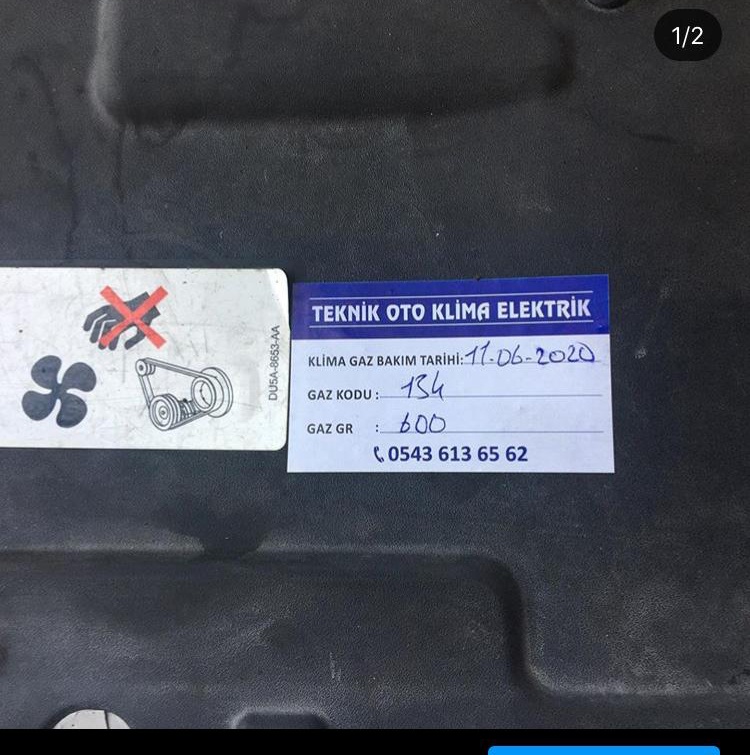 1/2
DU5A-8653-AA
TEKNİK OTO KLİMA ELEKTRİK
KLİMA GAZ BAKIM TARİHİ: 11-06-2020
GAZ KODU : 134
GAZ GR : 600
0543 613 65 62